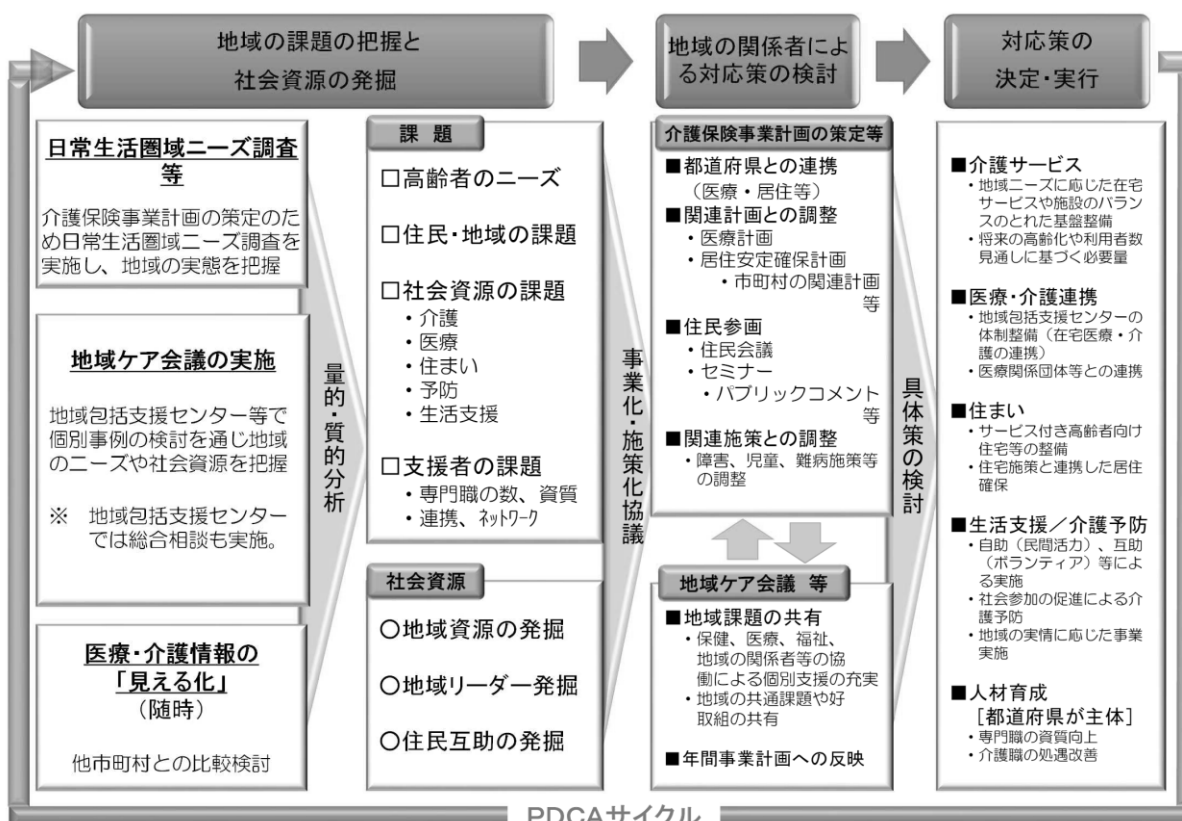 地域の課題の把握と
社会資源の発掘
地域の関係者によ
る対応策の検討
対応策の
決定・実行
日常生活圏域ニーズ調査
等
介護保険事業計画の策定のた
め日常生活圏域ニーズ調査を
実施し、地域の実態を把握
地域ケア会議の実施
地域包括支援センター等で
個別事例の検討を通じ地域
のニーズや社会資源を把握
※ 地域包括支援センター
では総合相談も実施。
医療・介護情報の
「見える化」
（随時）
他市町村との比較検討
量的・質的分析
課 題
□高齢者のニーズ
□住民・地域の課題
□社会資源の課題
・介護
・医療
・住まい
・予防
・生活支援
□支援者の課題
・専門職の数、資質
・連携、ﾈｯﾄﾜｰｸ
社会資源
○地域資源の発掘
○地域リーダー発掘
○住民互助の発掘
事業化・施策化協議
介護保険事業計画の策定等
■都道府県との連携
（医療・居住等）
■関連計画との調整
・医療計画
・居住安定確保計画
・市町村の関連計画
等
■住民参画
・住民会議
・セミナー
・パブリックコメント
等
■関連施策との調整
・障害、児童、難病施策等
の調整
地域ケア会議 等
■地域課題の共有
・保健、医療、福祉、
地域の関係者等の協
働による個別支援の充実
・地域の共通課題や好
取組の共有
■年間事業計画への反映
具体策の検討
■介護サービス
・地域ニーズに応じた在宅
サービスや施設のバランス
のとれた基盤整備
・将来の高齢化や利用者数
見通しに基づく必要量
■医療・介護連携
・地域包括支援センターの
体制整備（在宅医療・介
護の連携）
・医療関係団体等との連携
■住まい
・サービス付き高齢者向け
住宅等の整備
・住宅施策と連携した居住
確保
■生活支援／介護予防
・自助（民間活力）、互助
（ボランティア）等によ
る実施
・社会参加の促進による介
護予防
・地域の実情に応じた事業
実施
■人材育成
［都道府県が主体］
・専門職の資質向上
・介護職の処遇改善
PDCAサイクル